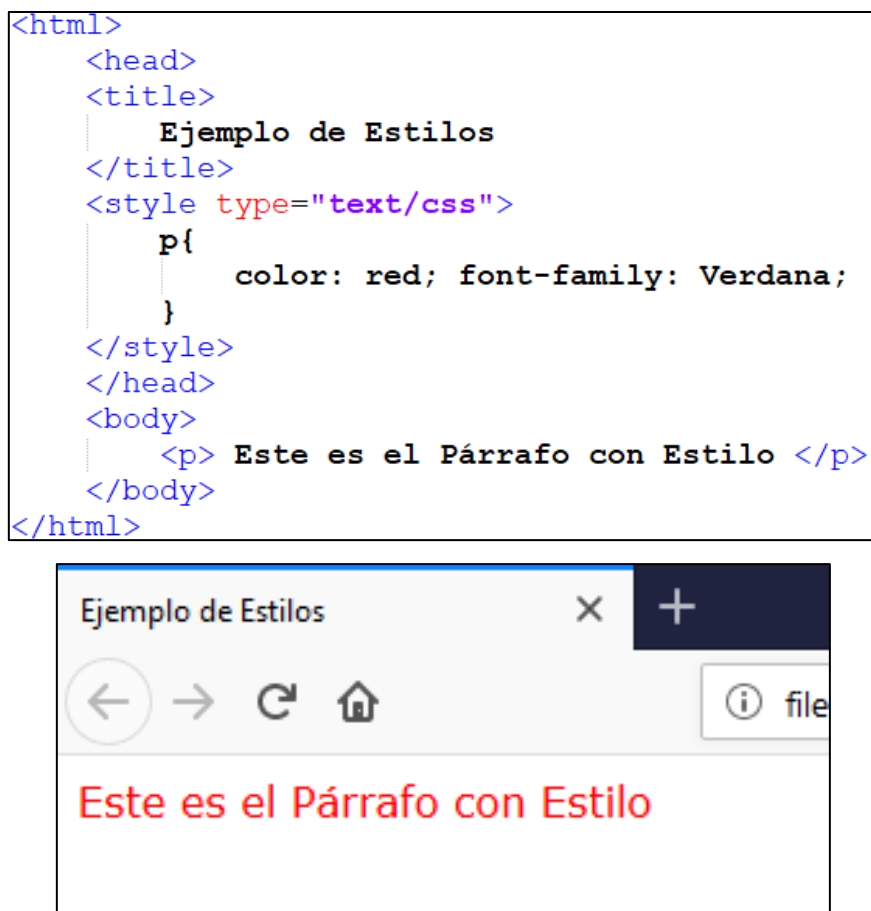 <html>
<head>
<title>
Ejemplo de Estilos
</title>
<style type="text/css">
p{
color: red; font-family: Verdana;
}
</style>
</head>
<body>
<p> Este es el Párrafo con Estilo </p>
</body>
</html>
Ejemplo de Estilos
file
Este es el Párrafo con Estilo